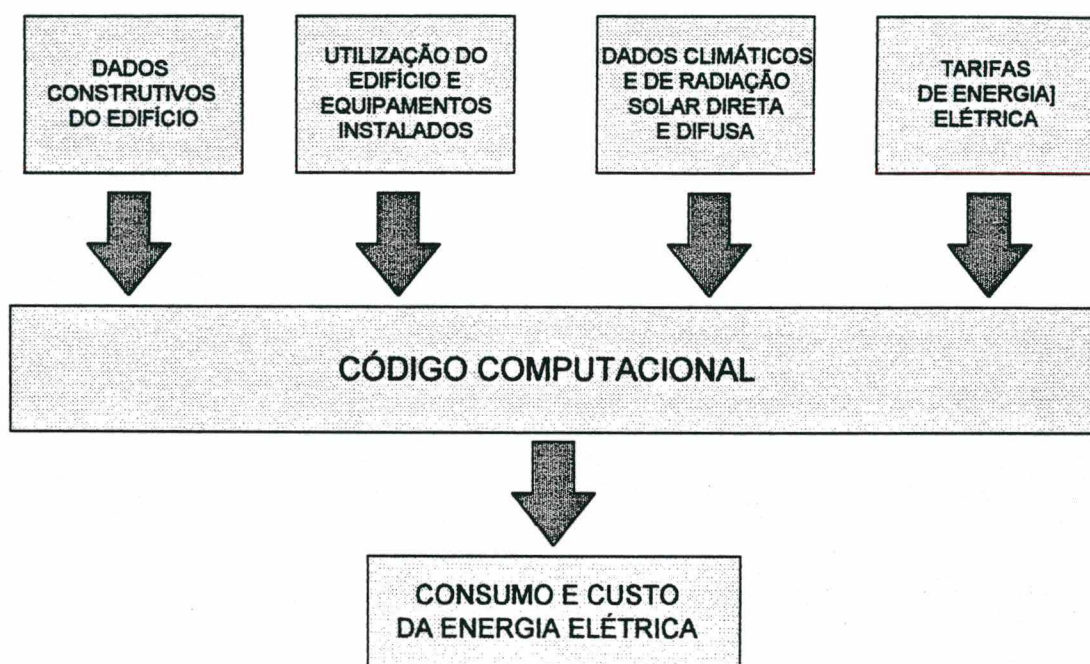 DADOS
CONSTRUTIVOS
DO EDIFÍCIO
UTILIZAÇÃO DO
EDIFÍCIO E
EQUIPAMENTOS
INSTALADOS
DADOS CLIMÁTICOS
E DE RADIAÇÃO
SOLAR DIRETA
E DIFUSA
TARIFAS
DE ENERGIA]
ELÉTRICA
CÓDIGO COMPUTACIONAL
CONSUMO E CUSTO
DA ENERGIA ELÉTRICA